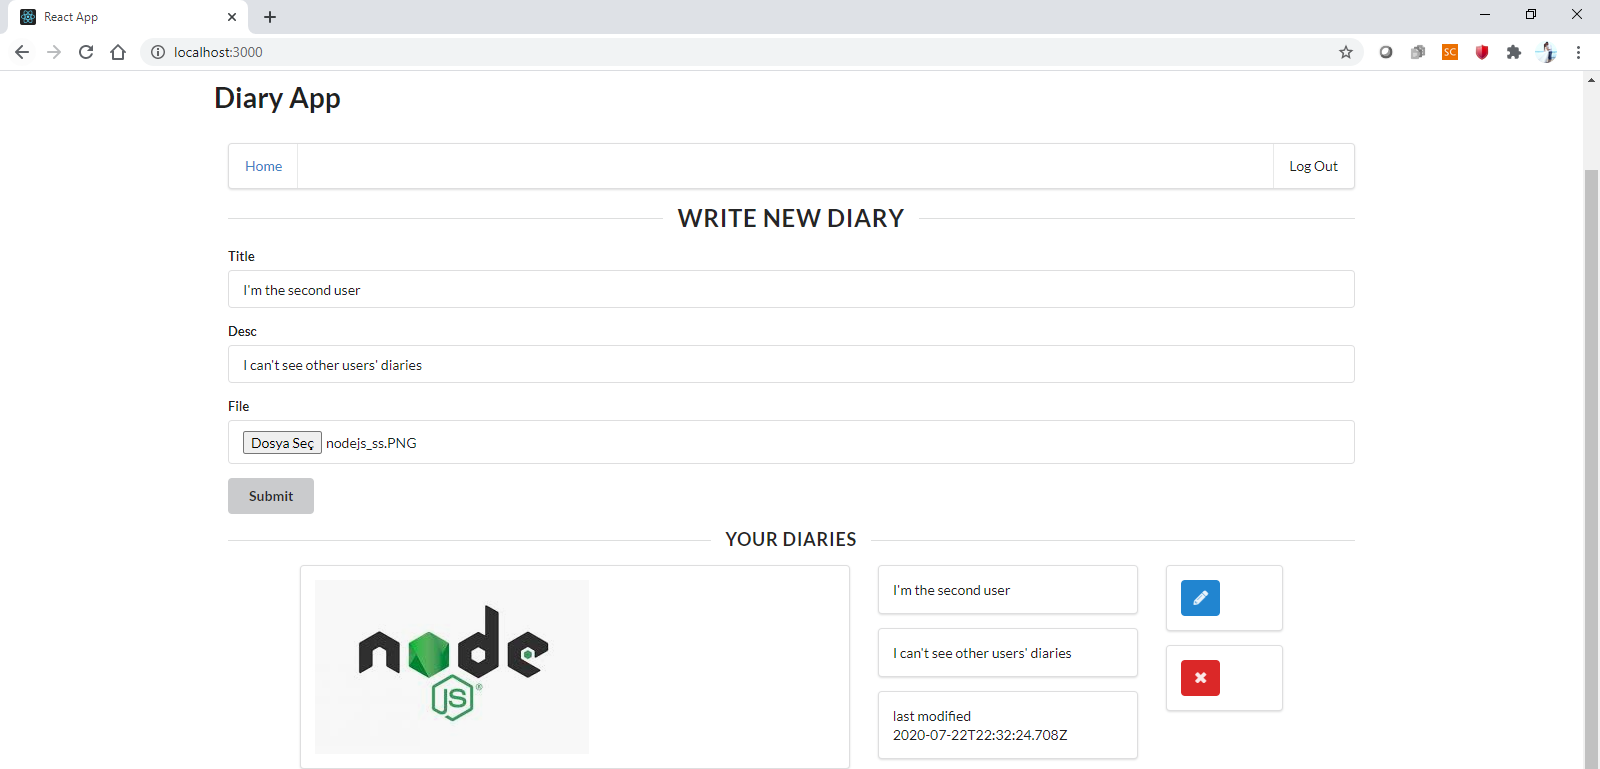 React App
localhost:3000
SC
Diary App
Home
Log Out
WRITE NEW DIARY
Title
I'm the second user
Desc
I can't see other users' diaries
File
Dosya Seç nodejs_ss.PNG
Submit
YOUR DIARIES
node
JS®
I'm the second user
I can't see other users' diaries
last modified
2020-07-22T22:32:24.708Z